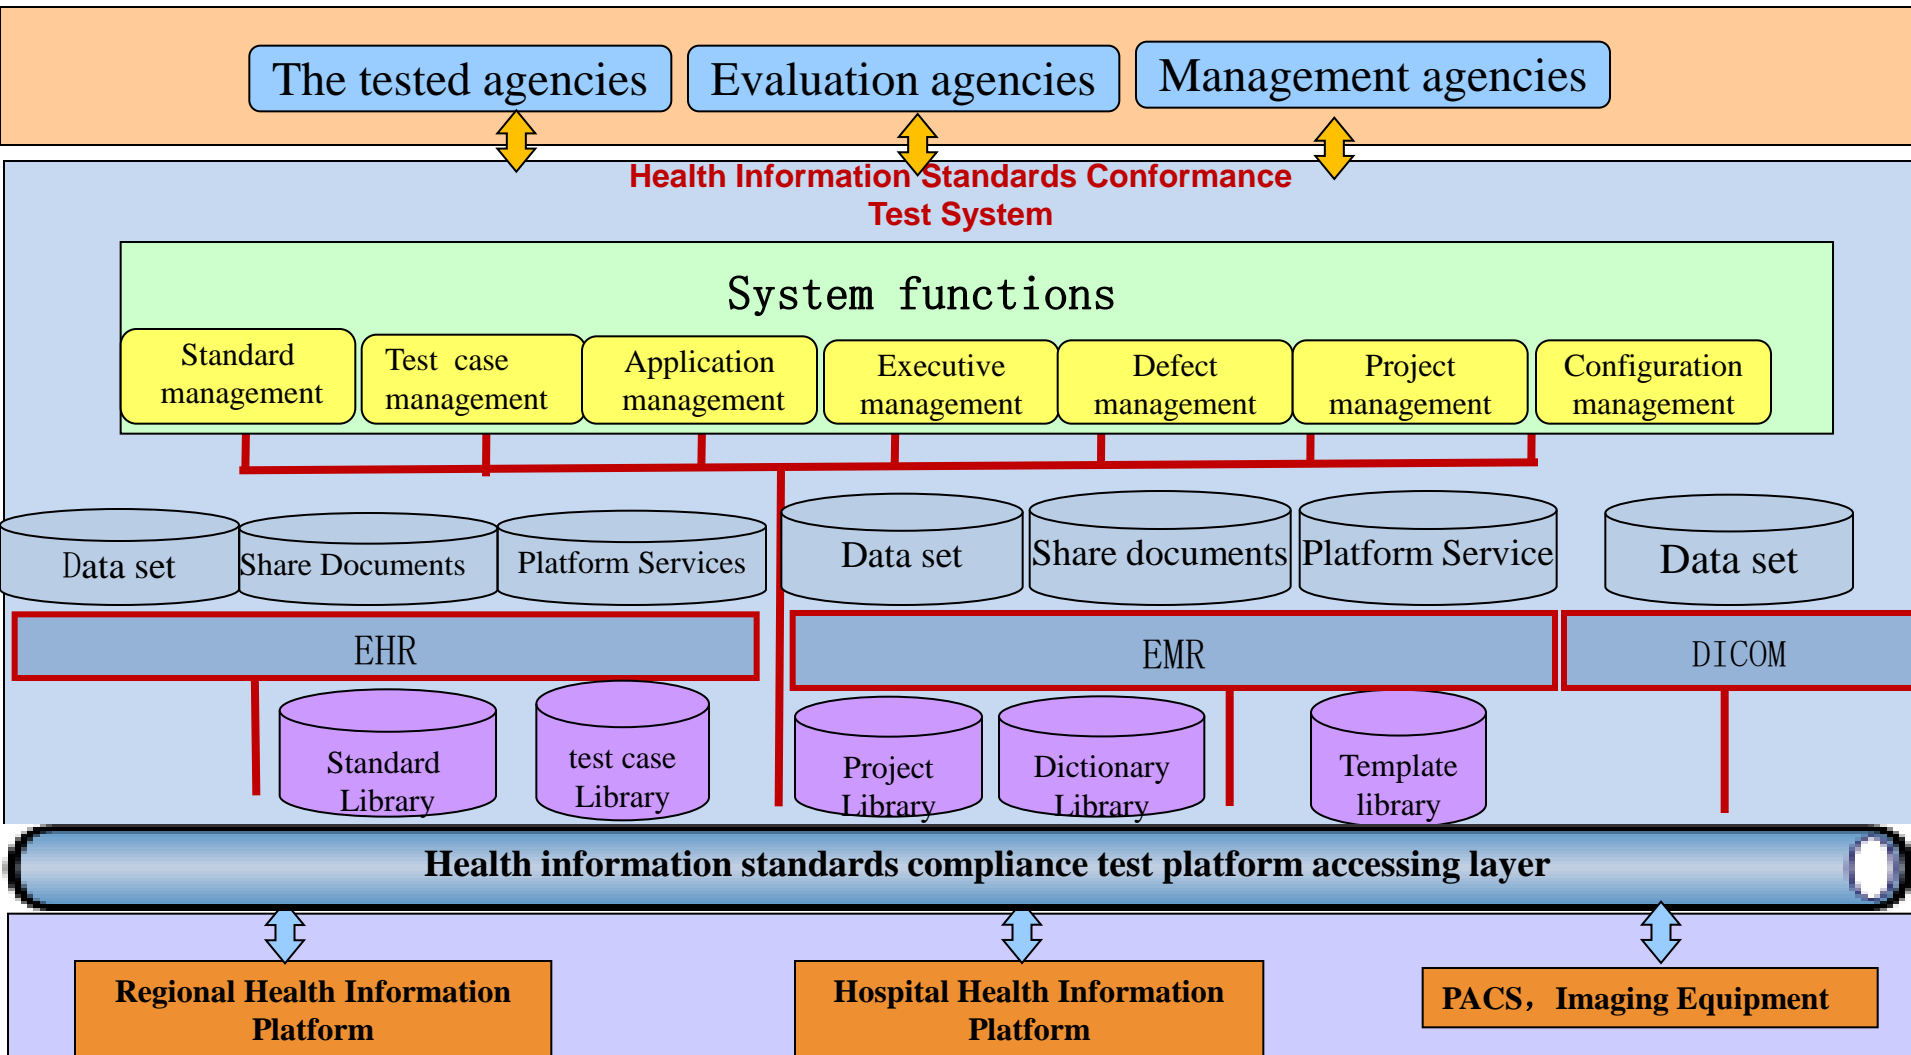 The tested agencies
Evaluation agencies
Management agencies
Health Information Standards Conformance
Test System
System functions
Standard
management
Test case
management
Application
management
Executive
management
Defect
management
Project
management
Configuration
management
Data set
Share Documents
Platform Services
Data set
Share documents
Platform Service
Data set
EHR
EMR
DICOM
Standard
Library
test case
Library
Project
Library
Dictionary
Library
Template
library
Health information standards compliance test platform accessing layer
Regional Health Information
Platform
Hospital Health Information
Platform
PACS，Imaging Equipment